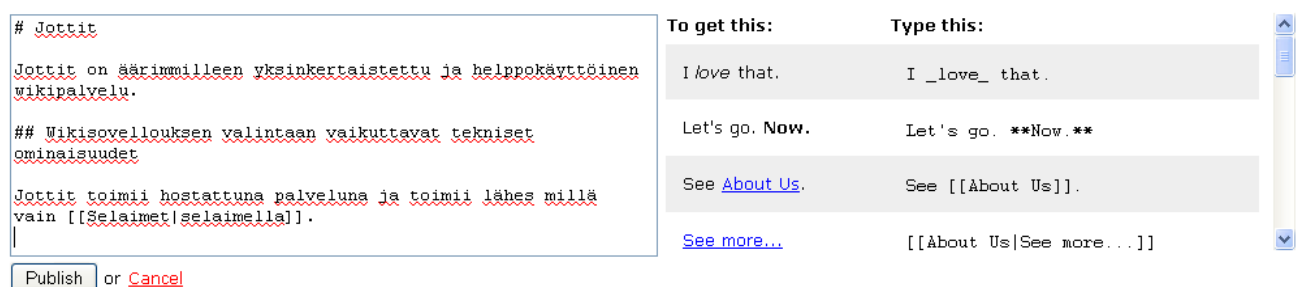 # Jottit
Jottit on äärimmilleen yksinkertaistettu ja helppokäyttöinen
wikipalvelu.
## Wikisovellouksen valintaan vaikuttavat tekniset
ominaisuudet
Jottit toimii hostattuna palveluna ja toimii lähes millä
vain [[Selaimet|selaimella]].
Publish or Cancel
To get this: Type this:
I love that. I _love_ that.
Let's go. Now. Let's go. **Now.**
See About Us. See [[About Us]].
See more... [[About Us|See more...]]